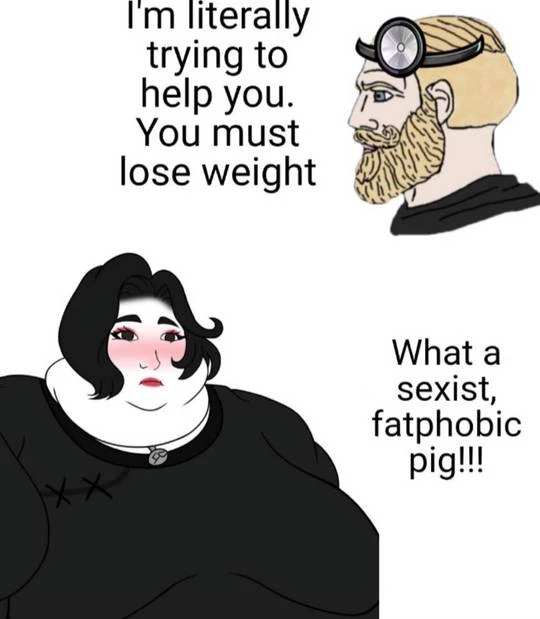 I'm literally
trying to
help you.
You must
lose weight
What a
sexist,
fatphobic
pig!!!